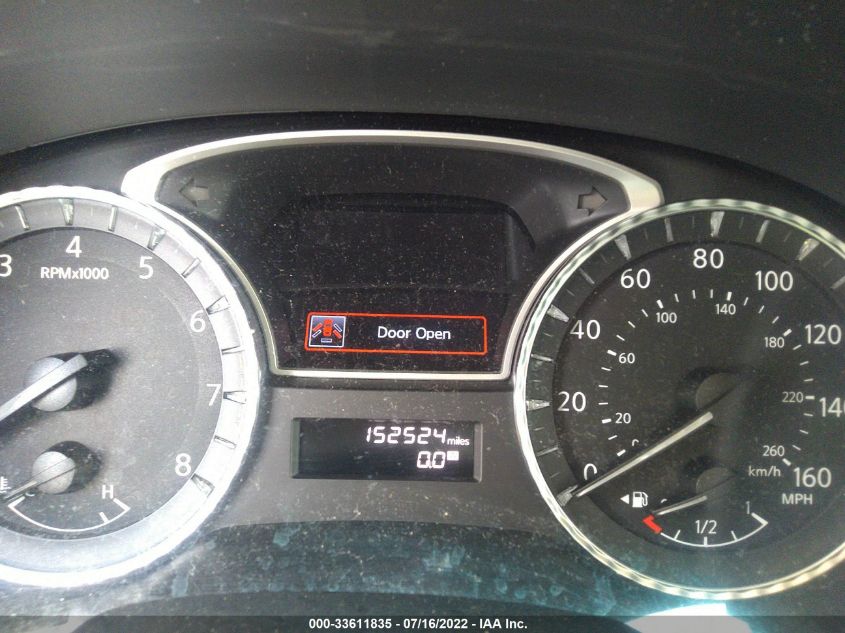 3 4 5 6 7 8
RPMx1000
H
Door Open
152524 miles
0.0
0 20 40 60 80 100 120 140 160
MPH
0 20 60 100 140 180 220 260
km/h
1/2 1
000-33611835 / 07/16/2022 - IAA Inc.